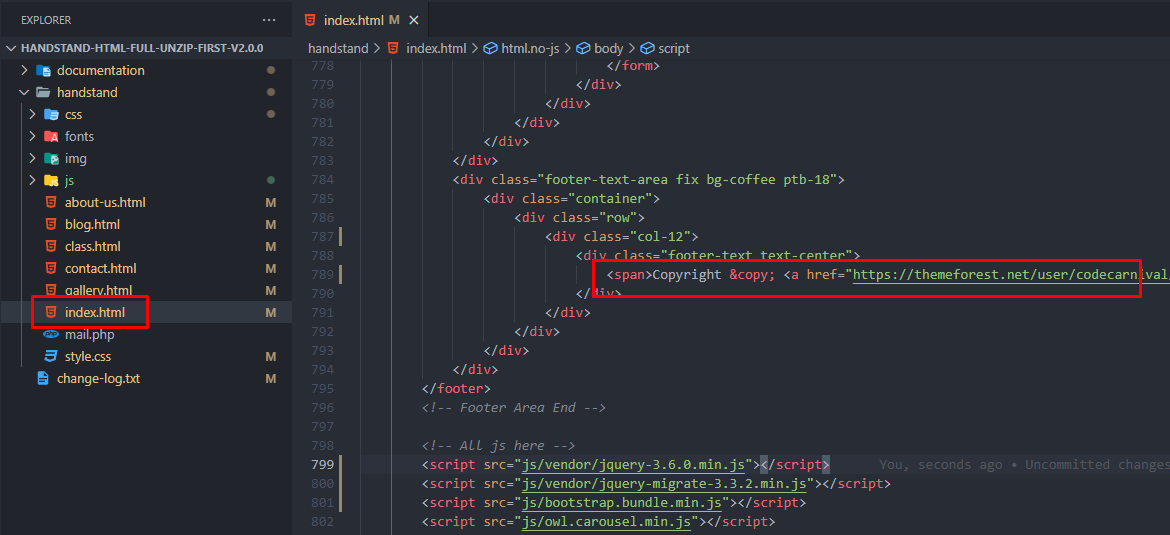 EXPLORER
···
HANDSTAND-HTML-FULL-UNZIP-FIRST-V2.0.0
documentation
handstand
css
fonts
img
js
about-us.html M
blog.html M
class.html M
contact.html M
gallery.html M
index.html M
mail.php
style.css M
change-log.txt M
index.html M
handstand > index.html > html.no-js > body > script
778 </form>
779 </div>
780 </div>
781 </div>
782 </div>
783 </div>
784 <div class="footer-text-area fix bg-coffee ptb-18">
785 <div class="container">
786 <div class="row">
787 <div class="col-12">
788 <div class="footer-text text-center">
789 <span>Copyright &copy; <a href="https://themeforest.net/user/codecarnival/
790 </div>
791 </div>
792 </div>
793 </div>
794 </div>
795 </footer>
796 <!-- Footer Area End -->
797
798 <!-- All js here -->
799 <script src="js/vendor/jquery-3.6.0.min.js"></script> You, seconds ago • Uncommitted changes
800 <script src="js/vendor/jquery-migrate-3.3.2.min.js"></script>
801 <script src="js/bootstrap.bundle.min.js"></script>
802 <script src="js/owl.carousel.min.js"></script>